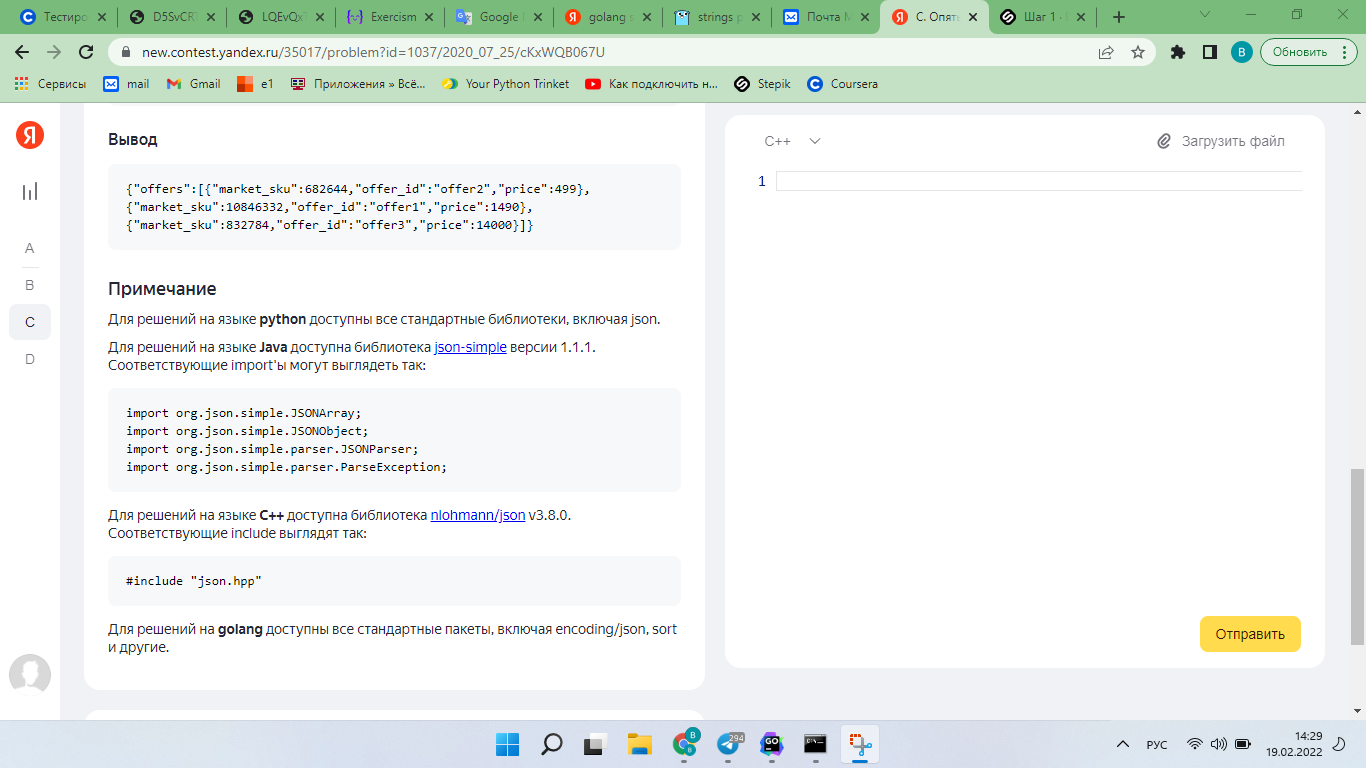 Тестиро
D5SvCR
LQEvQx
Exercism
Google
golang s
strings p
Почта М
С. Опят
Шаг 1 ·
new.contest.yandex.ru/35017/problem?id=1037/2020_07_25/cKxWQB067U
В
Обновить
Сервисы
mail
Gmail
e1
Приложения » Всё...
Your Python Trinket
Как подключить н...
Stepik
Coursera
Я
A
B
C
D
Вывод
{"offers":[{"market_sku":682644,"offer_id":"offer2","price":499},
{"market_sku":10846332,"offer_id":"offer1","price":1490},
{"market_sku":832784,"offer_id":"offer3","price":14000}]}
Примечание
Для решений на языке python доступны все стандартные библиотеки, включая json.
Для решений на языке Java доступна библиотека json-simple версии 1.1.1.
Соответствующие import'ы могут выглядеть так:
import org.json.simple.JSONArray;
import org.json.simple.JSONObject;
import org.json.simple.parser.JSONParser;
import org.json.simple.parser.ParseException;
Для решений на языке C++ доступна библиотека nlohmann/json v3.8.0.
Соответствующие include выглядят так:
#include "json.hpp"
Для решений на golang доступны все стандартные пакеты, включая encoding/json, sort
и другие.
C++
Загрузить файл
1
Отправить
294
РУС
14:29
19.02.2022